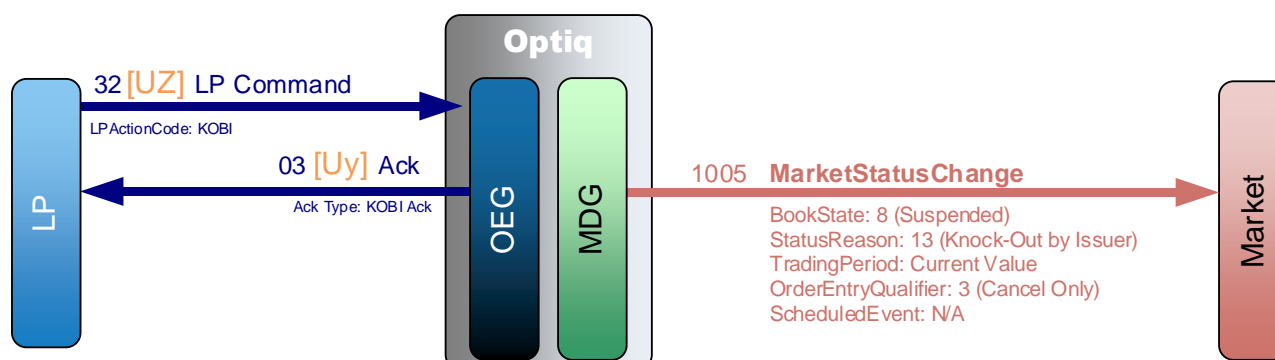 Optiq
32 [UZ] LP Command
LPActionCode: KOBI
03 [Uy] Ack
Ack Type: KOBI Ack
LP
OEG
MDG
1005 MarketStatusChange
BookState: 8 (Suspended)
StatusReason: 13 (Knock-Out by Issuer)
TradingPeriod: Current Value
OrderEntryQualifier: 3 (Cancel Only)
ScheduledEvent: N/A
Market